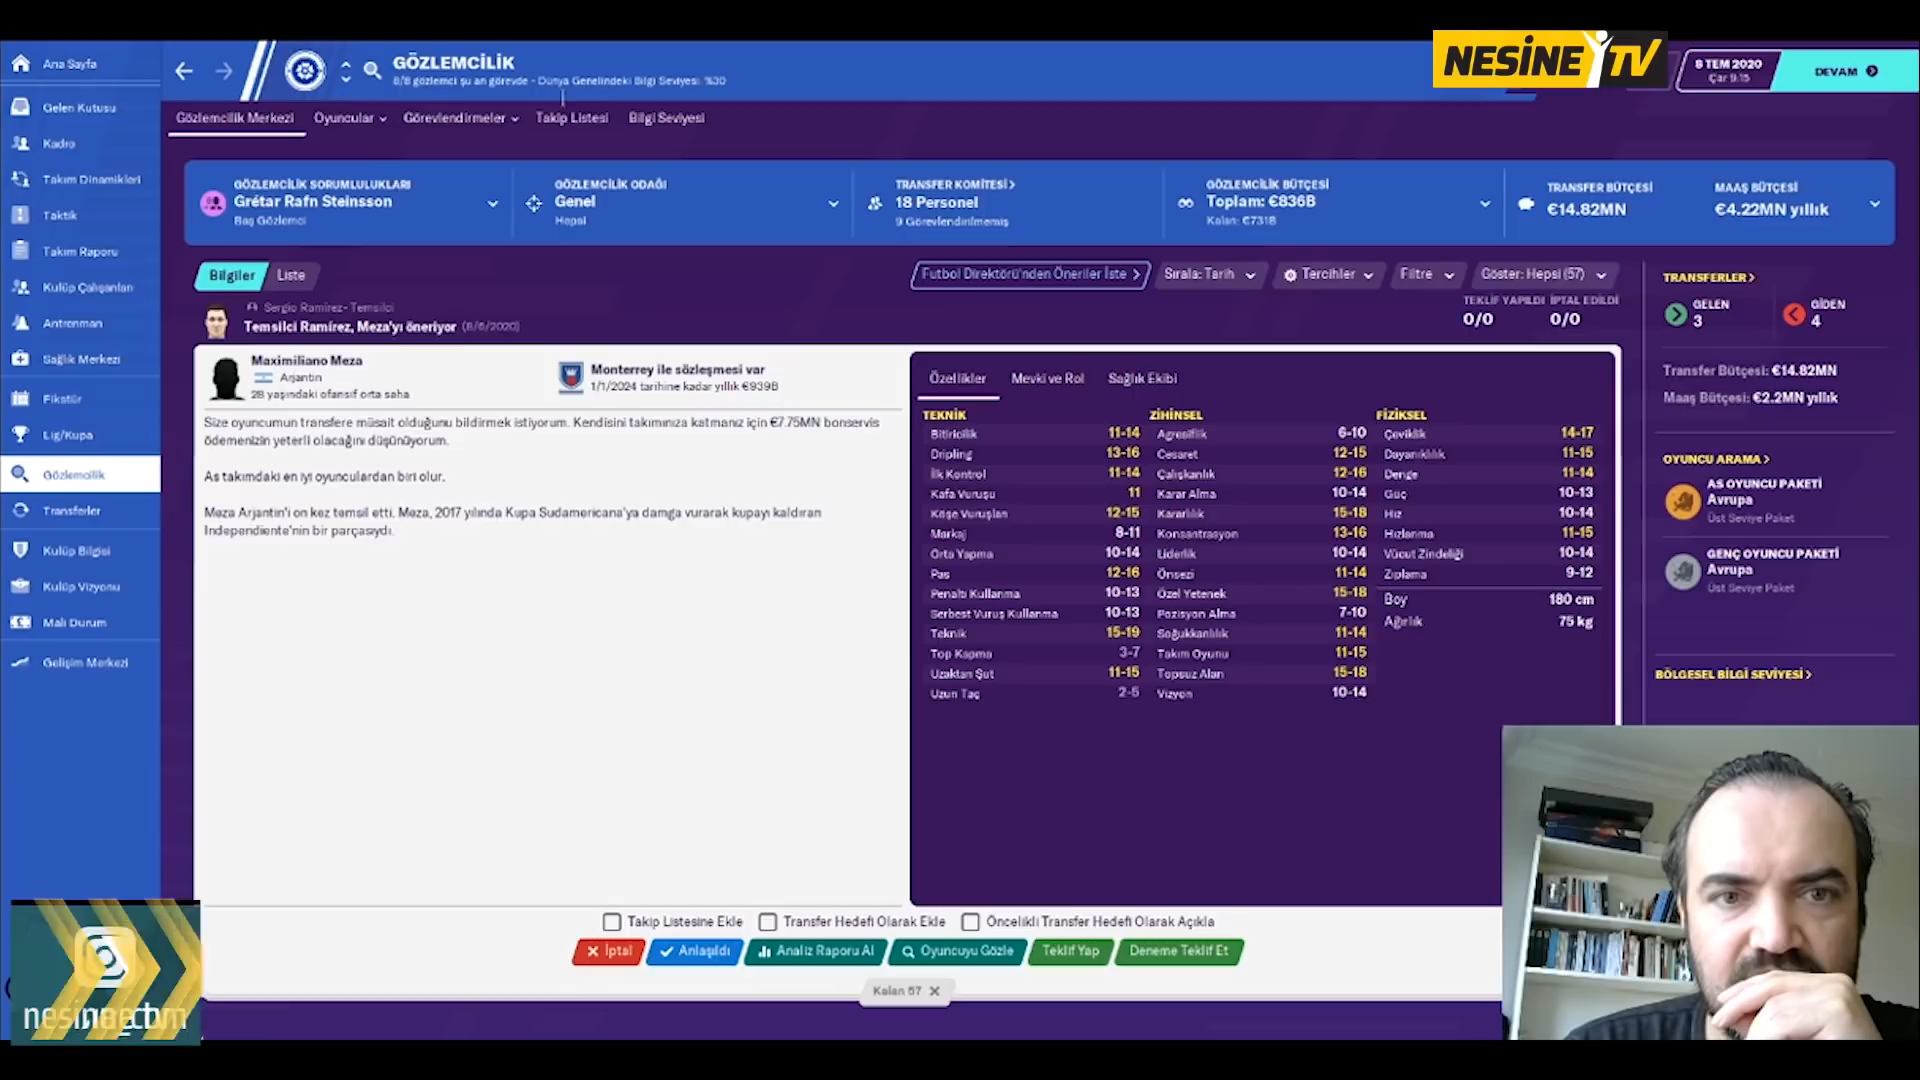 GÖZLEMCİLİK
8/8 gözlemci şu an görevde - Dünya Genelindeki Bilgi Seviyesi: %30
NESİNE TV
8 TEM 2020
Çar 9:15
DEVAM
Ana Sayfa
Gelen Kutusu
Kadro
Takım Dinamikleri
Taktik
Takım Raporu
Kulüp Çalışanları
Antrenman
Sağlık Merkezi
Fikstür
Lig/Kupa
Gözlemcilik
Transferler
Kulüp Bilgisi
Kulüp Vizyonu
Mali Durum
Gelişim Merkezi
Gözlemcilik Merkezi
Oyuncular
Görevlendirmeler
Takip Listesi
Bilgi Seviyesi
GÖZLEMCİLİK SORUMLULUKLARI
Grétar Rafn Steinsson
Baş Gözlemci
GÖZLEMCİLİK ODAĞI
Genel
Hepsi
TRANSFER KOMİTESİ >
18 Personel
9 Görevlendirilmemiş
GÖZLEMCİLİK BÜTÇESİ
Toplam: €836B
Kalan: €731B
TRANSFER BÜTÇESİ
€14.82MN
MAAŞ BÜTÇESİ
€4.22MN yıllık
Bilgiler
Liste
Futbol Direktörü'nden Öneriler İste >
Sırala: Tarih
Tercihler
Filtre
Göster: Hepsi (57)
Sergio Ramírez- Temsilci
Temsilci Ramírez, Meza'yı öneriyor (8/6/2020)
TEKLİF YAPILDI
0/0
İPTAL EDİLDİ
0/0
Maximiliano Meza
Arjantin
28 yaşındaki ofansif orta saha
Monterrey ile sözleşmesi var
1/1/2024 tarihine kadar yıllık €939B
Size oyuncumun transfere müsait olduğunu bildirmek istiyorum. Kendisini takımınıza katmanız için €7.75MN bonservis
ödemenizin yeterli olacağını düşünüyorum.
As takımdaki en iyi oyunculardan biri olur.
Meza Arjantin'i on kez temsil etti. Meza, 2017 yılında Kupa Sudamericana'ya damga vurarak kupayı kaldıran
Independiente'nin bir parçasıydı.
Özellikler
Mevki ve Rol
Sağlık Ekibi
TEKNİK
Bitiricilik 11-14
Dripling 13-16
İlk Kontrol 11-14
Kafa Vuruşu 11
Köşe Vuruşları 12-15
Markaj 8-11
Orta Yapma 10-14
Pas 12-16
Penaltı Kullanma 10-13
Serbest Vuruş Kullanma 10-13
Teknik 15-19
Top Kapma 3-7
Uzaktan Şut 11-15
Uzun Taç 2-5
ZİHİNSEL
Agresiflik 6-10
Cesaret 12-15
Çalışkanlık 12-16
Karar Alma 10-14
Kararlılık 15-18
Konsantrasyon 13-16
Liderlik 10-14
Önsezi 11-14
Özel Yetenek 15-18
Pozisyon Alma 7-10
Soğukkanlılık 11-14
Takım Oyunu 11-15
Topsuz Alan 15-18
Vizyon 10-14
FİZİKSEL
Çeviklik 14-17
Dayanıklılık 11-15
Denge 11-14
Güç 10-13
Hız 10-14
Hızlanma 11-15
Vücut Zindeliği 10-14
Zıplama 9-12
Boy 180 cm
Ağırlık 75 kg
TRANSFERLER >
GELEN
3
GİDEN
4
Transfer Bütçesi: €14.82MN
Maaş Bütçesi: €2.2MN yıllık
OYUNCU ARAMA >
AS OYUNCU PAKETİ
Avrupa
Üst Seviye Paket
GENÇ OYUNCU PAKETİ
Avrupa
Üst Seviye Paket
BÖLGESEL BİLGİ SEVİYESİ >
Takip Listesine Ekle
Transfer Hedefi Olarak Ekle
Öncelikli Transfer Hedefi Olarak Açıkla
İptal
Anlaşıldı
Analiz Raporu Al
Oyuncuyu Gözle
Teklif Yap
Deneme Teklif Et
Kalan 57